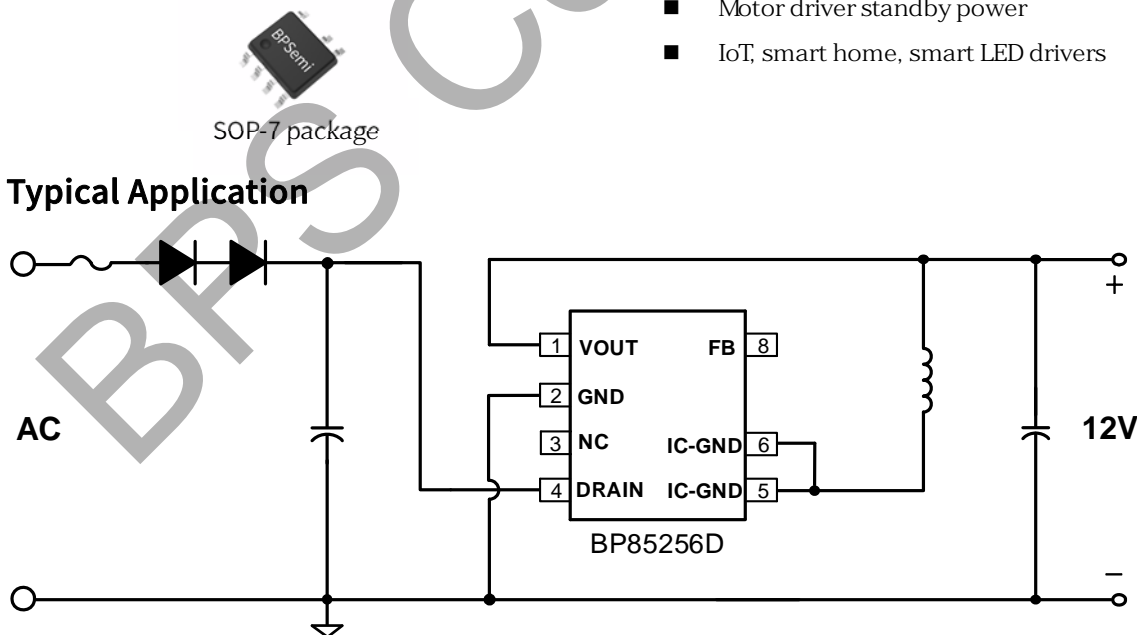 Motor driver standby power
IoT, smart home, smart LED drivers
BPSemi
SOP-7 package
Typical Application
AC
1 VOUT
2 GND
3 NC
4 DRAIN
FB 8
IC-GND 6
IC-GND 5
BP85256D
+
12V
–